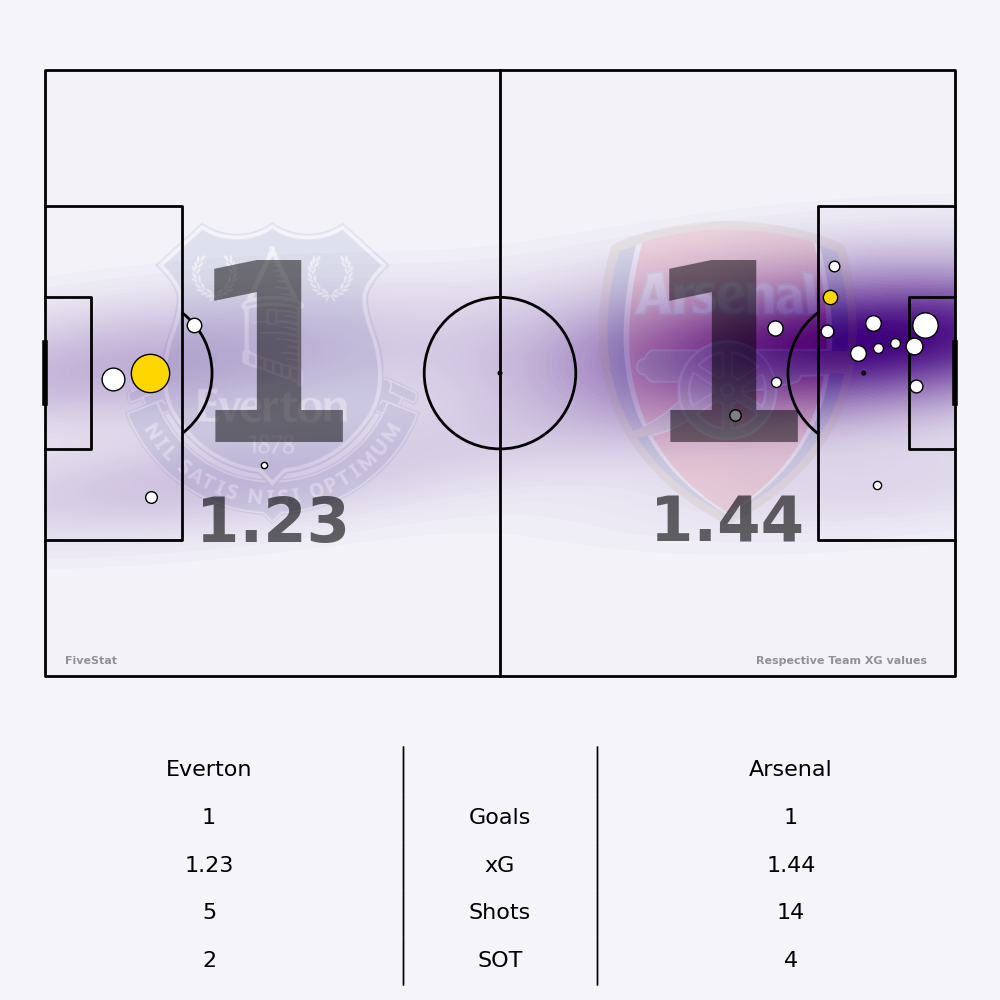 Arsenal
Everton
1878
NIL SATIS NISI OPTIMUM
1
1
1.23
1.44
FiveStat
Respective Team XG values
Everton
Arsenal
1
Goals
1
1.23
xG
1.44
5
Shots
14
2
SOT
4